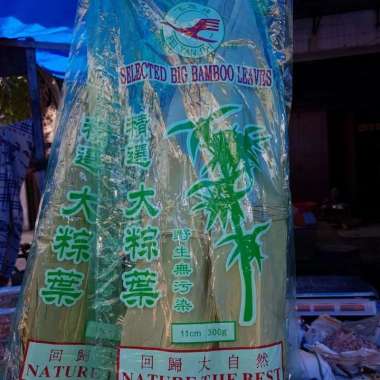 SELECTED BIG BAMBOO LEAVES
精選大粽葉
精選大粽葉
野生無污染
11cm 300g
回歸
NATURE
回歸大自然
NATURE THE BEST